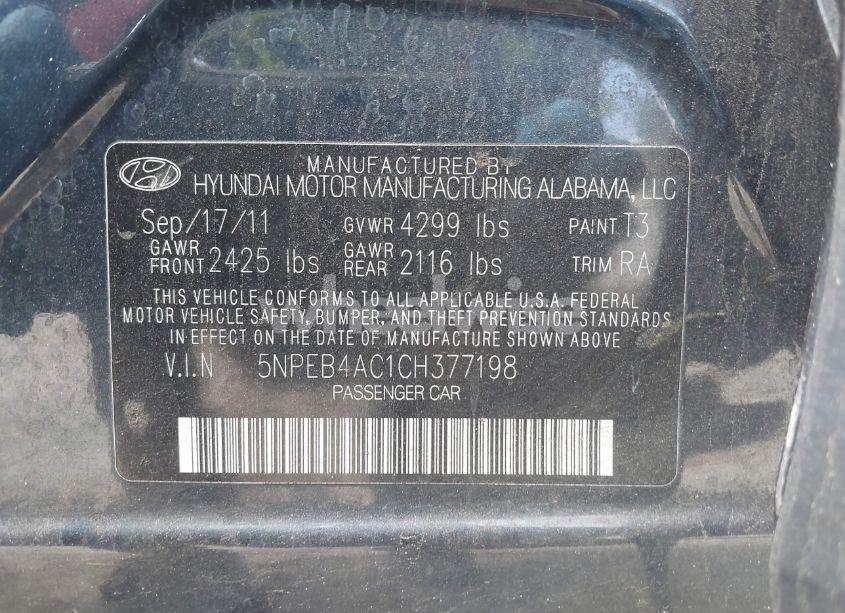 MANUFACTURED BY
HYUNDAI MOTOR MANUFACTURING ALABAMA, LLC
Sep/17/11 GVWR 4299 lbs PAINT T3
GAWR FRONT 2425 lbs GAWR REAR 2116 lbs TRIM RA
THIS VEHICLE CONFORMS TO ALL APPLICABLE U.S.A. FEDERAL
MOTOR VEHICLE SAFETY, BUMPER, AND THEFT PREVENTION STANDARDS
IN EFFECT ON THE DATE OF MANUFACTURE SHOWN ABOVE
V.I.N 5NPEB4AC1CH377198
PASSENGER CAR